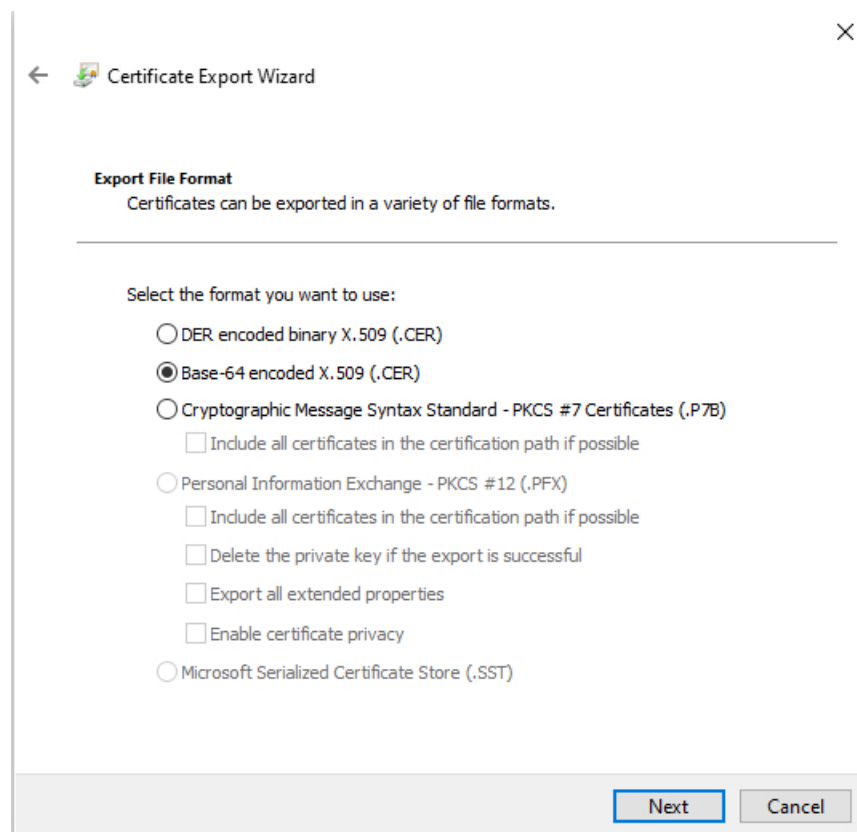 Certificate Export Wizard
Export File Format
Certificates can be exported in a variety of file formats.
Select the format you want to use:
DER encoded binary X.509 (.CER)
Base-64 encoded X.509 (.CER)
Cryptographic Message Syntax Standard - PKCS #7 Certificates (.P7B)
Include all certificates in the certification path if possible
Personal Information Exchange - PKCS #12 (.PFX)
Include all certificates in the certification path if possible
Delete the private key if the export is successful
Export all extended properties
Enable certificate privacy
Microsoft Serialized Certificate Store (.SST)
Next Cancel